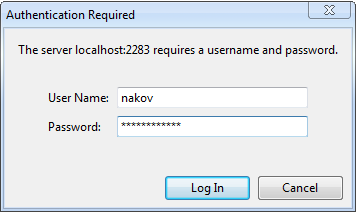 Authentication Required
The server localhost:2283 requires a username and password.
User Name: nakov
Password: ************
Log In Cancel